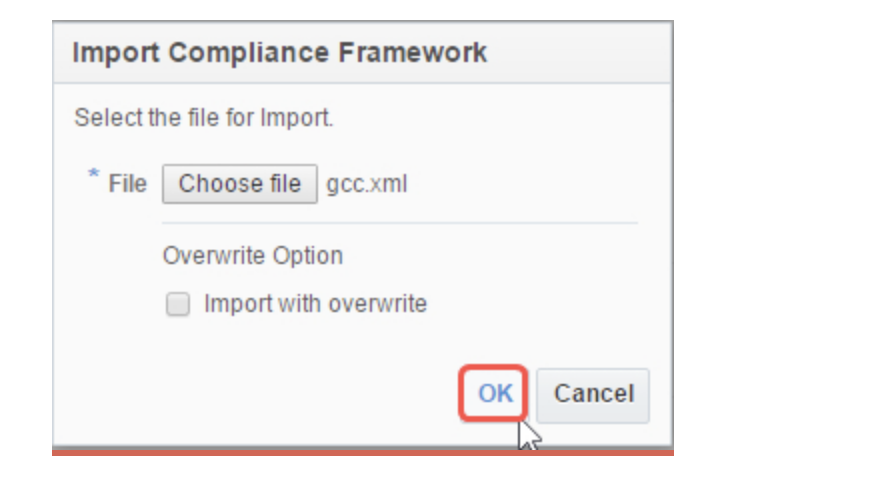 Import Compliance Framework
Select the file for Import.
* File Choose file gcc.xml
Overwrite Option
Import with overwrite
OK Cancel